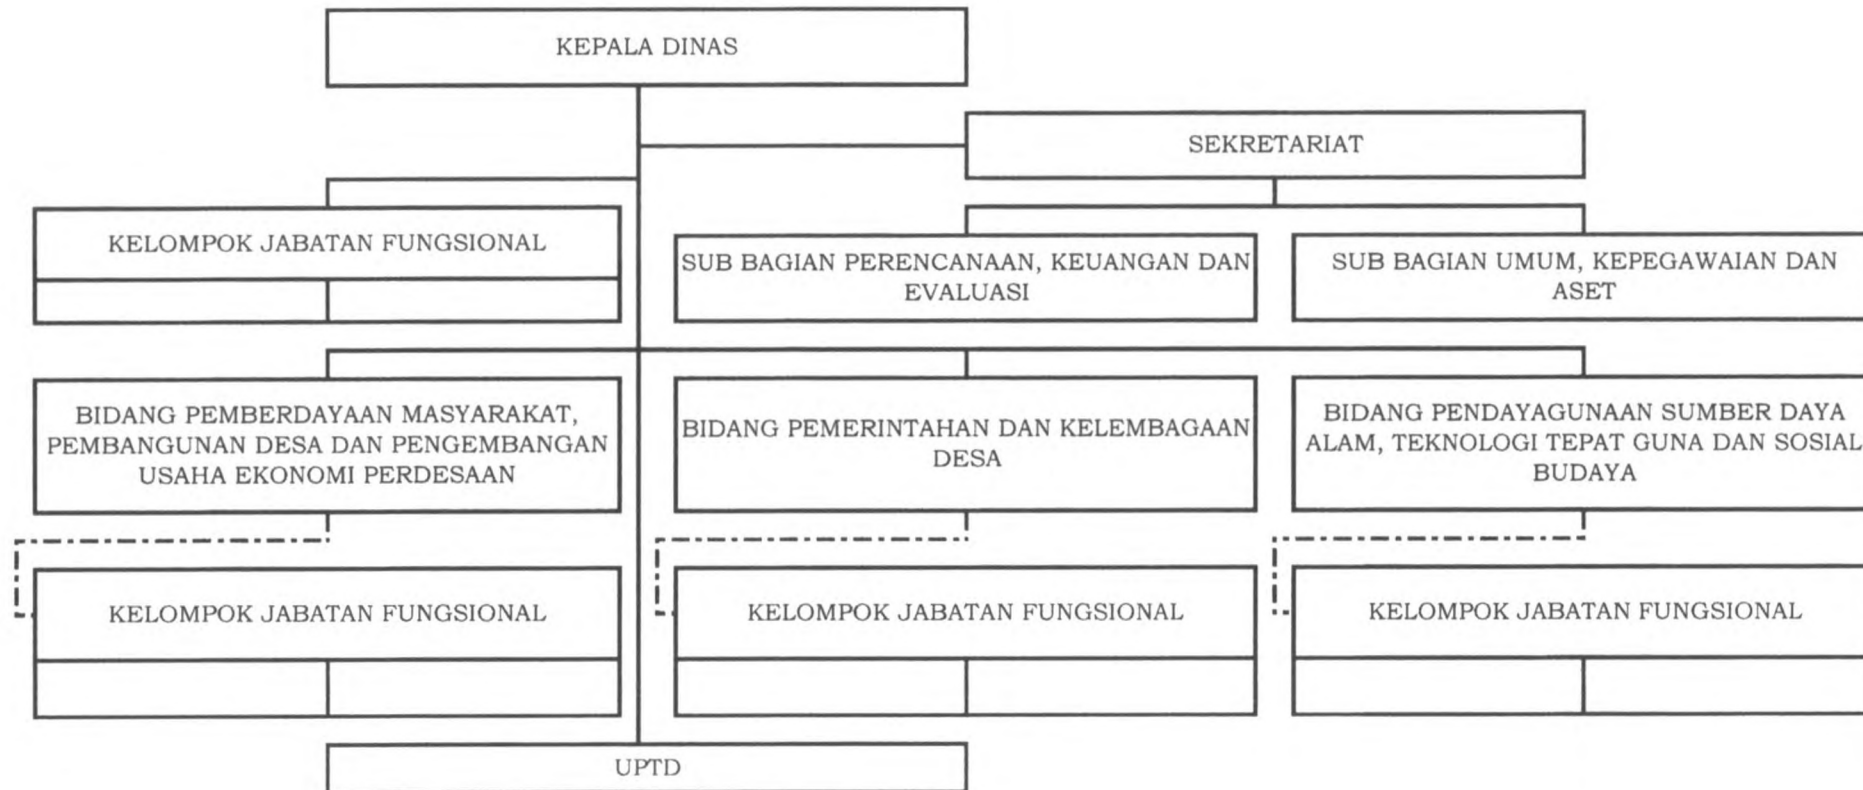 KEPALA DINAS
SEKRETARIAT
KELOMPOK JABATAN FUNGSIONAL
SUB BAGIAN PERENCANAAN, KEUANGAN DAN
EVALUASI
SUB BAGIAN UMUM, KEPEGAWAIAN DAN
ASET
BIDANG PEMBERDAYAAN MASYARAKAT,
PEMBANGUNAN DESA DAN PENGEMBANGAN
USAHA EKONOMI PERDESAAN
BIDANG PEMERINTAHAN DAN KELEMBAGAAN
DESA
BIDANG PENDAYAGUNAAN SUMBER DAYA
ALAM, TEKNOLOGI TEPAT GUNA DAN SOSIAL
BUDAYA
KELOMPOK JABATAN FUNGSIONAL
KELOMPOK JABATAN FUNGSIONAL
KELOMPOK JABATAN FUNGSIONAL
UPTD